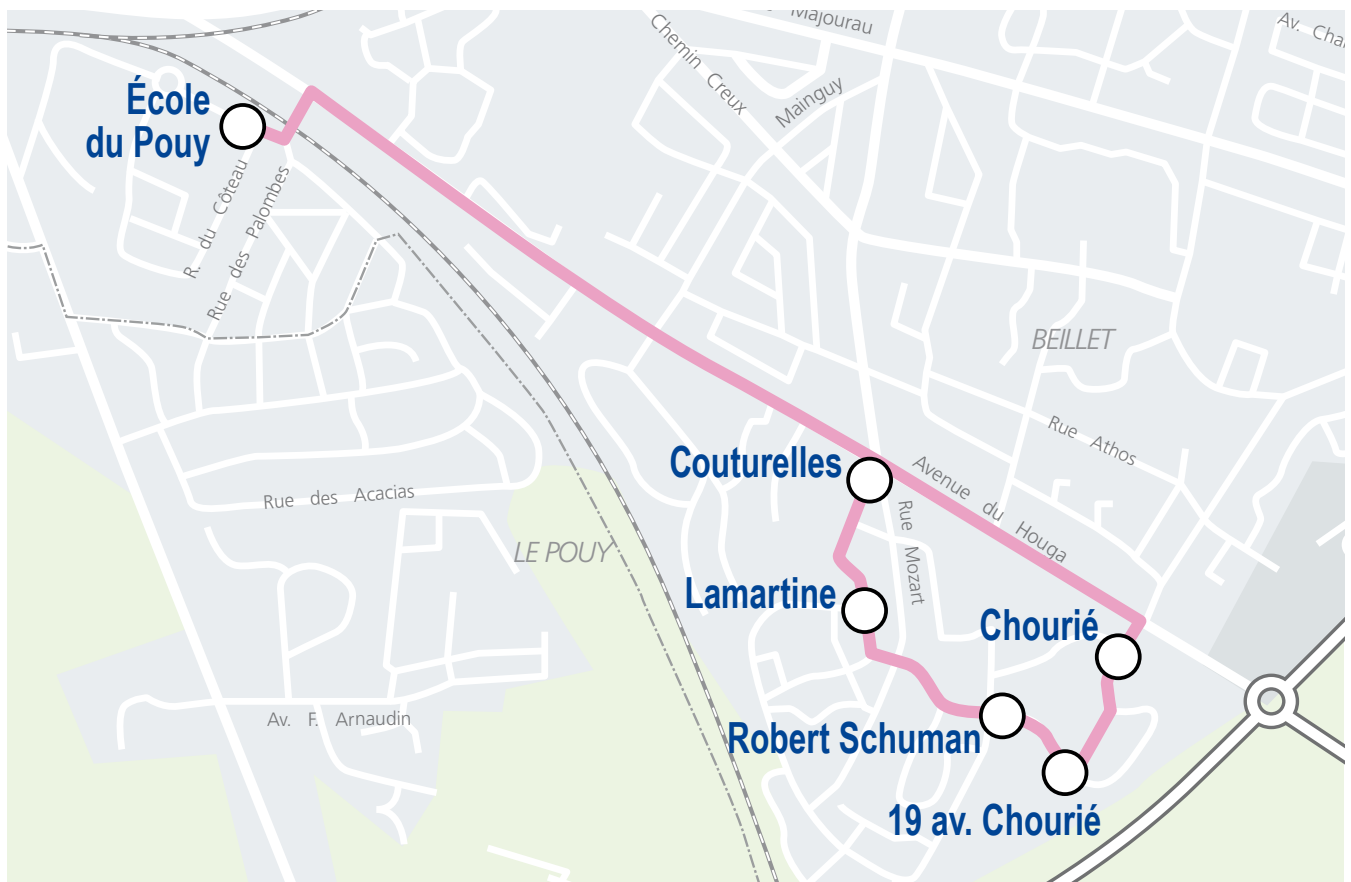 Majourau
Av. Cha
Chemin Creux
Mainguy
École
du Pouy
R. du Côteau
Rue des Palombes
BEILLET
Rue Athos
Couturelles
Avenue du Houga
Rue des Acacias
Rue Mozart
LE POUY
Lamartine
Chourié
Av. F. Arnaudin
Robert Schuman
19 av. Chourié